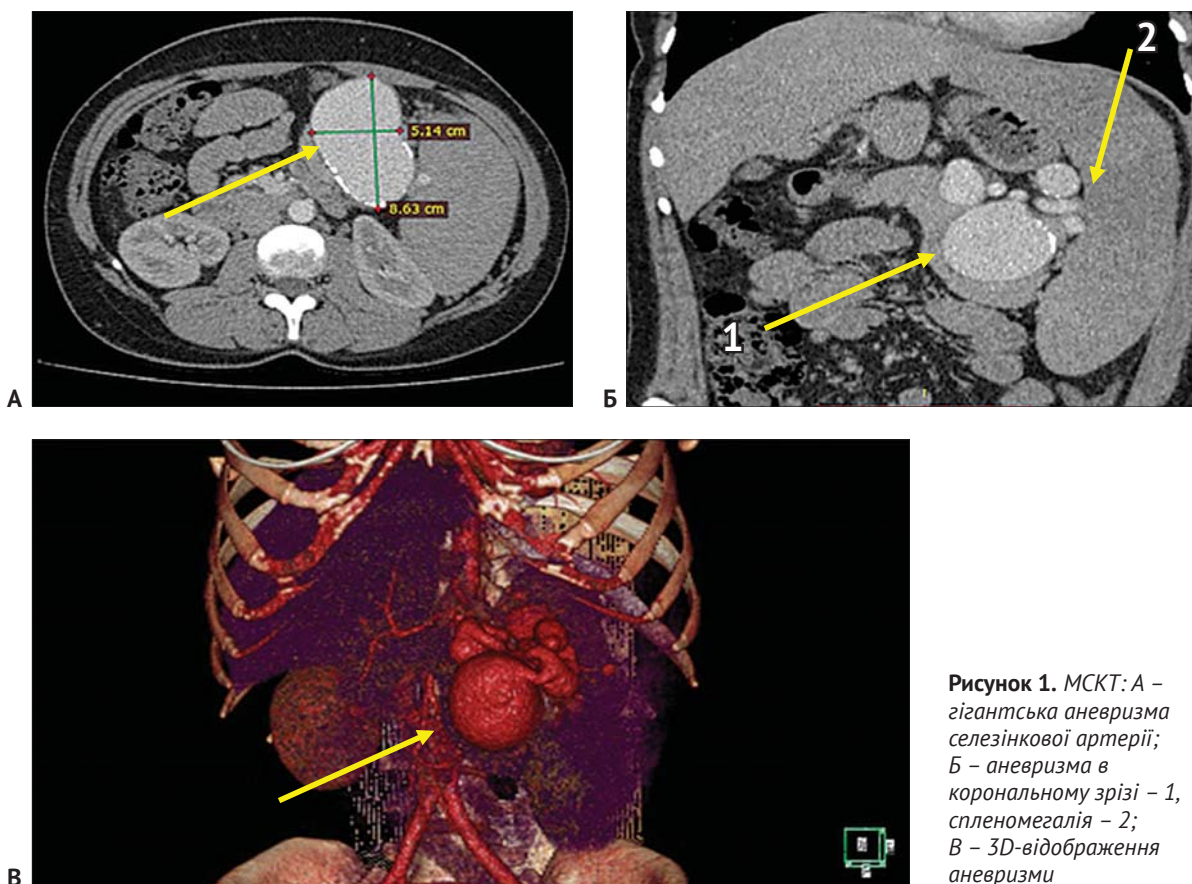 5.14 cm
8.63 cm
А
2
1
Б
В
Рисунок 1. МСКТ: А –
гігантська аневризма
селезінкової артерії;
Б – аневризма в
корональному зрізі – 1,
спленомегалія – 2;
В – 3D-відображення
аневризми